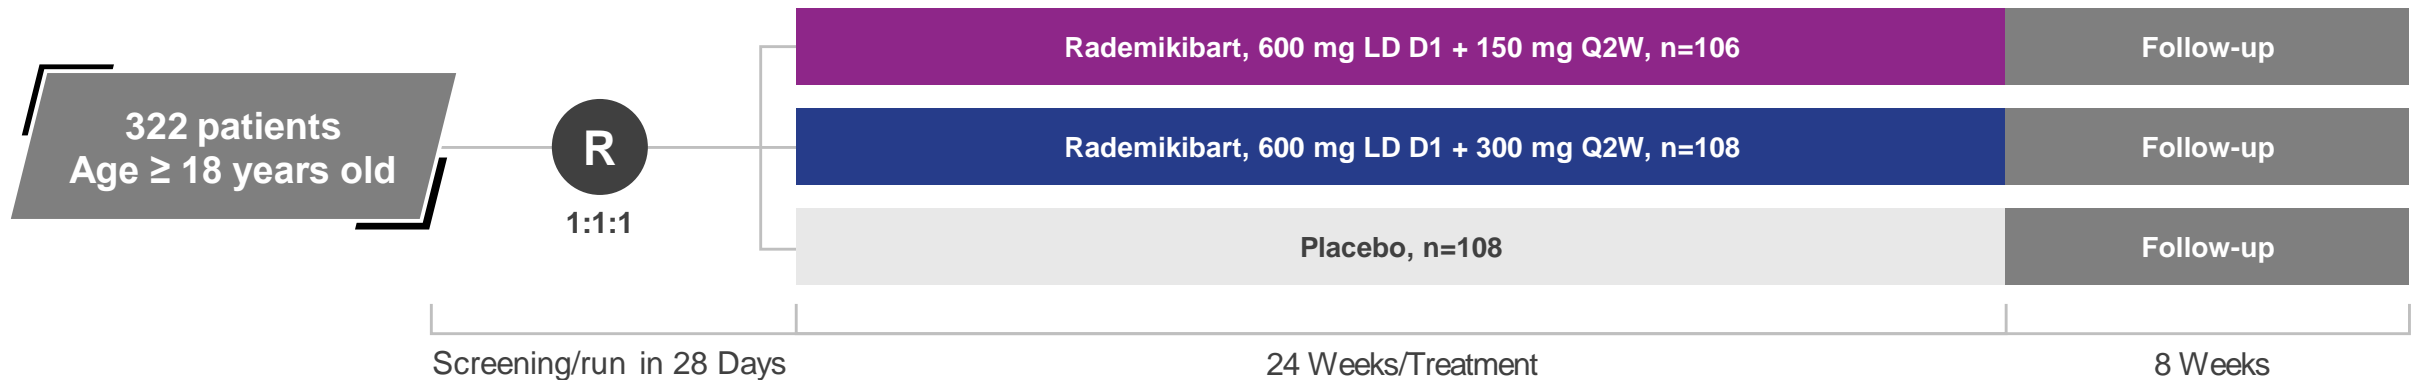 322 patients
Age ≥ 18 years old
R
1:1:1
Rademikibart, 600 mg LD D1 + 150 mg Q2W, n=106
Follow-up
Rademikibart, 600 mg LD D1 + 300 mg Q2W, n=108
Follow-up
Placebo, n=108
Follow-up
Screening/run in 28 Days
24 Weeks/Treatment
8 Weeks